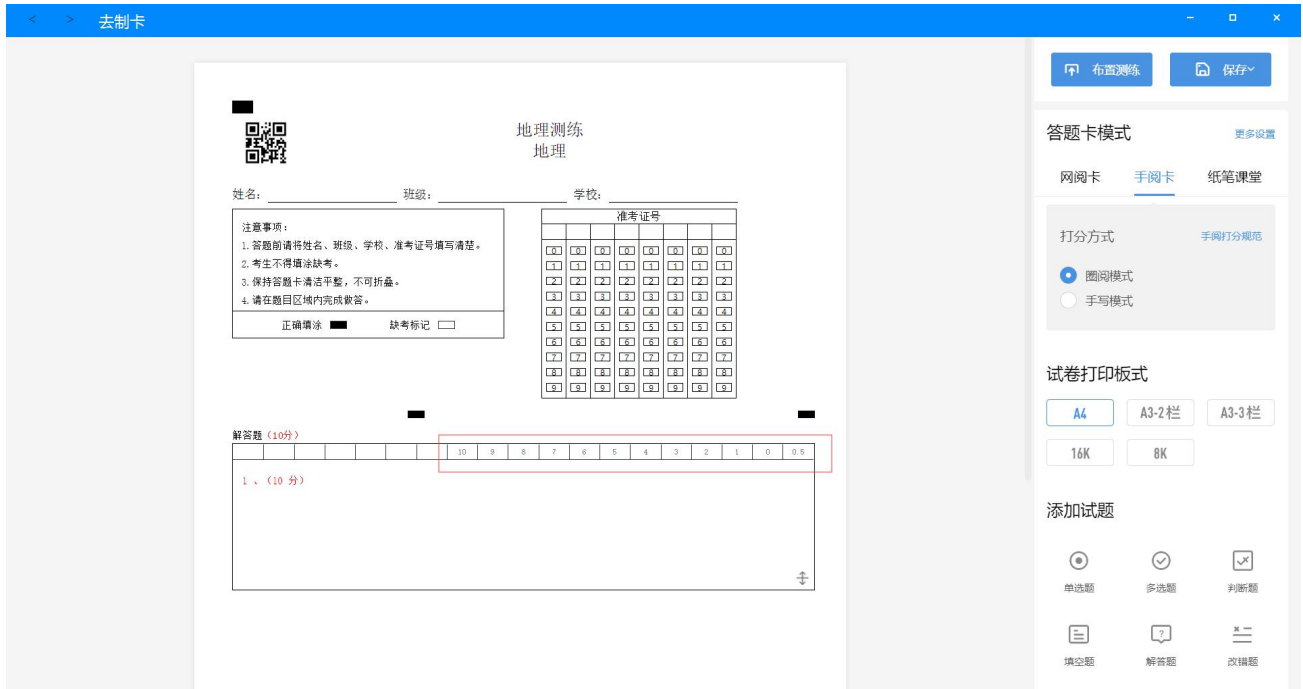 < > 去制卡
布置测练 保存
地理测练
地理
姓名： 班级： 学校：
注意事项：
1. 答题前请将姓名、班级、学校、准考证号填写清楚。
2. 考生不得填涂缺考。
3. 保持答题卡清洁平整，不可折叠。
4. 请在题目区域内完成做答。
正确填涂 缺考标记
准考证号
0 0 0 0 0 0 0 0
1 1 1 1 1 1 1 1
2 2 2 2 2 2 2 2
3 3 3 3 3 3 3 3
4 4 4 4 4 4 4 4
5 5 5 5 5 5 5 5
6 6 6 6 6 6 6 6
7 7 7 7 7 7 7 7
8 8 8 8 8 8 8 8
9 9 9 9 9 9 9 9
解答题（10分）
10 9 8 7 6 5 4 3 2 1 0 0.5
1 、（10 分）
答题卡模式 更多设置
网阅卡 手阅卡 纸笔课堂
打分方式 手阅打分规范
圈阅模式
手写模式
试卷打印板式
A4 A3-2栏 A3-3栏
16K 8K
添加试题
单选题 多选题 判断题
填空题 解答题 改错题